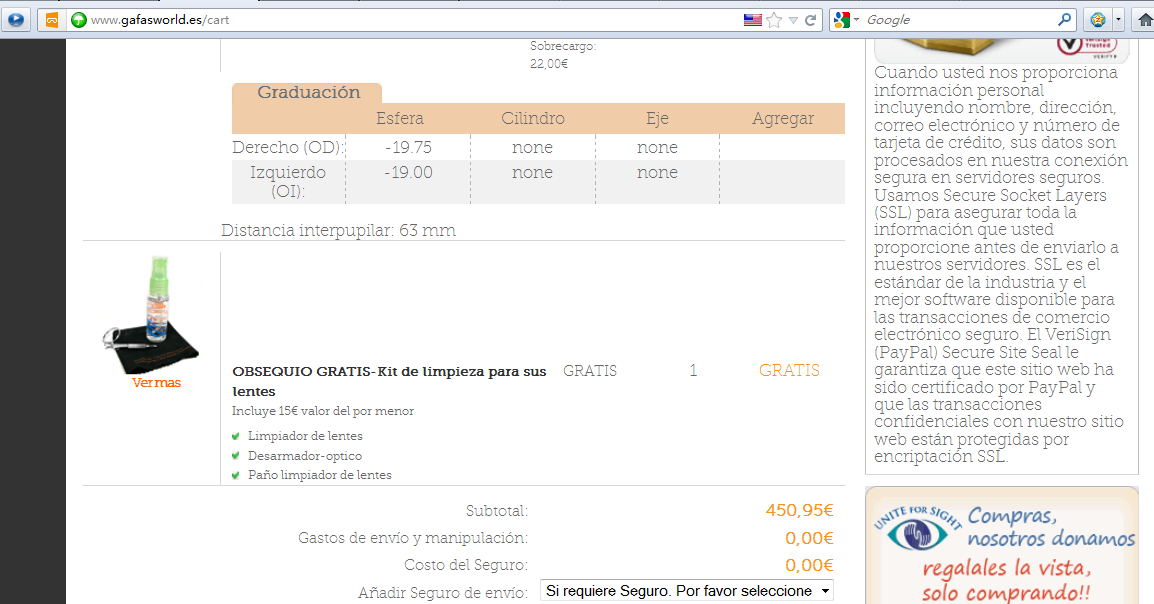 www.gafasworld.es/cart
Google
Sobrecargo:
22,00€
Graduación
Esfera Cilindro Eje Agregar
Derecho (OD): -19.75 none none
Izquierdo (OI): -19.00 none none
Distancia interpupilar: 63 mm
Ver mas
OBSEQUIO GRATIS-Kit de limpieza para sus GRATIS 1 GRATIS
lentes
Incluye 15€ valor del por menor
Limpiador de lentes
Desarmador-optico
Paño limpiador de lentes
Subtotal: 450,95€
Gastos de envío y manipulación: 0,00€
Costo del Seguro: 0,00€
Añadir Seguro de envío: Si requiere Seguro. Por favor seleccione
Trusted
VERIFY
Cuando usted nos proporciona
información personal
incluyendo nombre, dirección,
correo electrónico y número de
tarjeta de crédito, sus datos son
procesados en nuestra conexión
segura en servidores seguros.
Usamos Secure Socket Layers
(SSL) para asegurar toda la
información que usted
proporcione antes de enviarlo a
nuestros servidores. SSL es el
estándar de la industria y el
mejor software disponible para
las transacciones de comercio
electrónico seguro. El VeriSign
(PayPal) Secure Site Seal le
garantiza que este sitio web ha
sido certificado por PayPal y
que las transacciones
confidenciales con nuestro sitio
web están protegidas por
encriptación SSL.
UNITE FOR SIGHT
Compras,
nosotros donamos
regalales la vista,
solo comprando!!